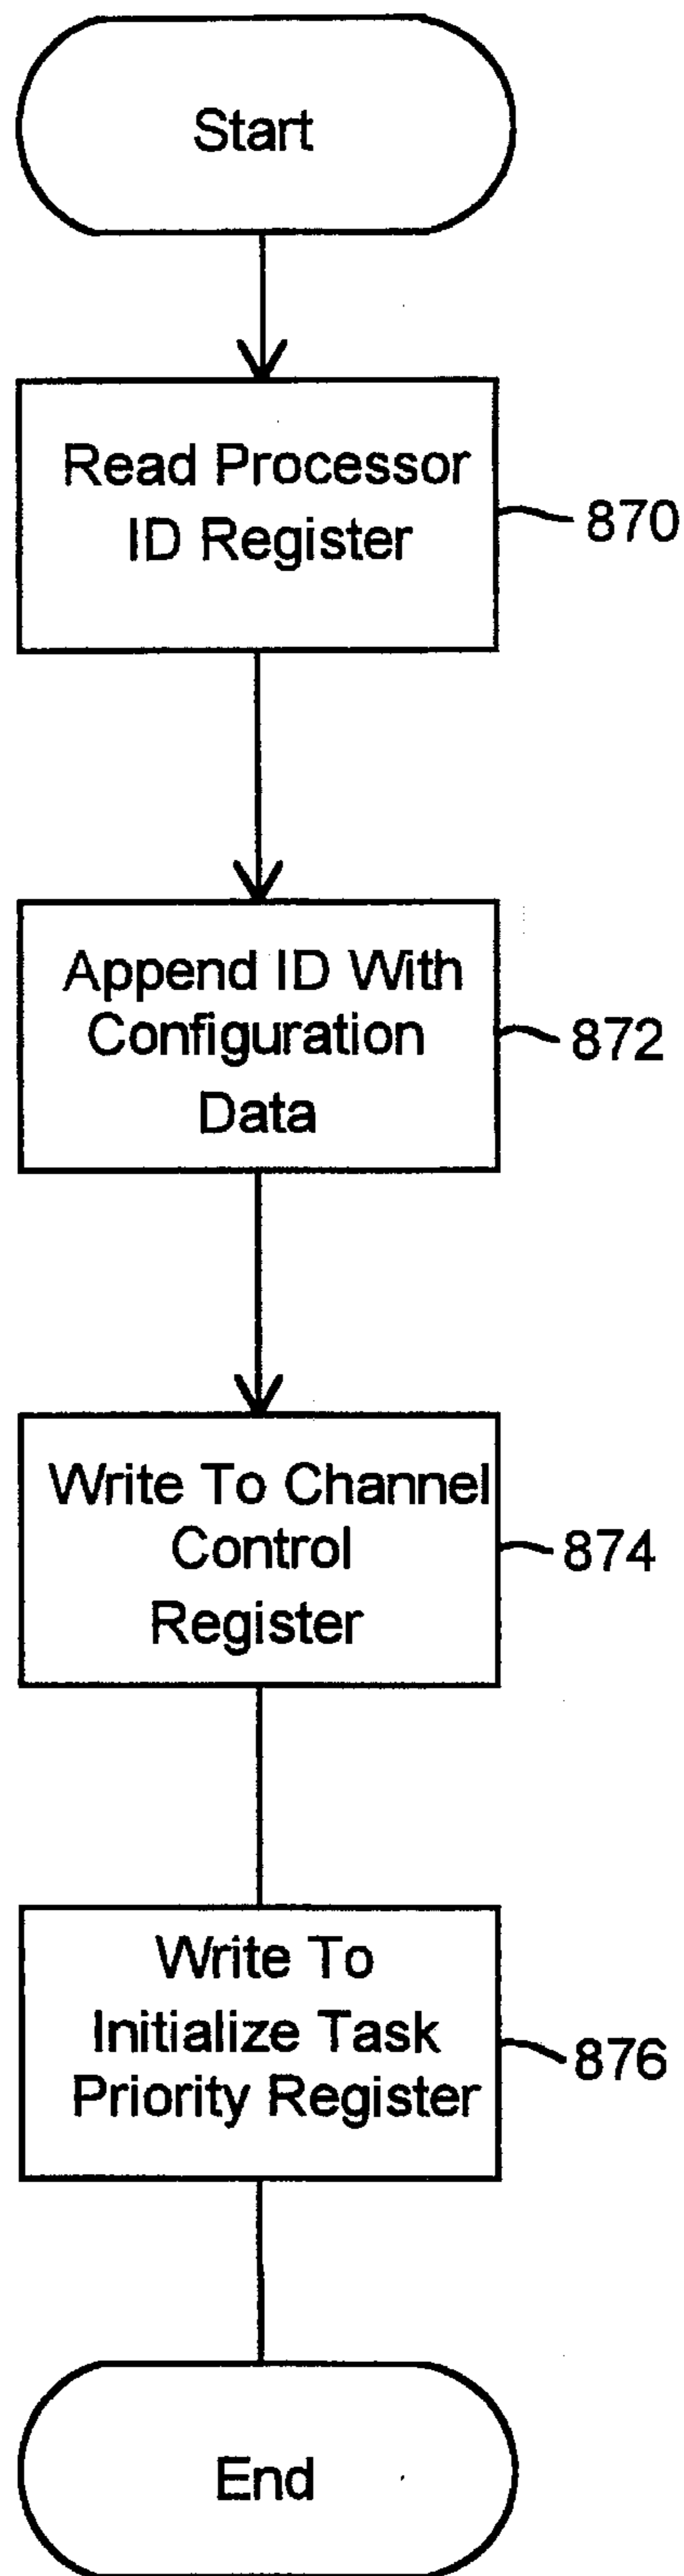 Start
Read Processor
ID Register
870
Append ID With
Configuration
Data
872
Write To Channel
Control
Register
874
Write To
Initialize Task
Priority Register
876
End